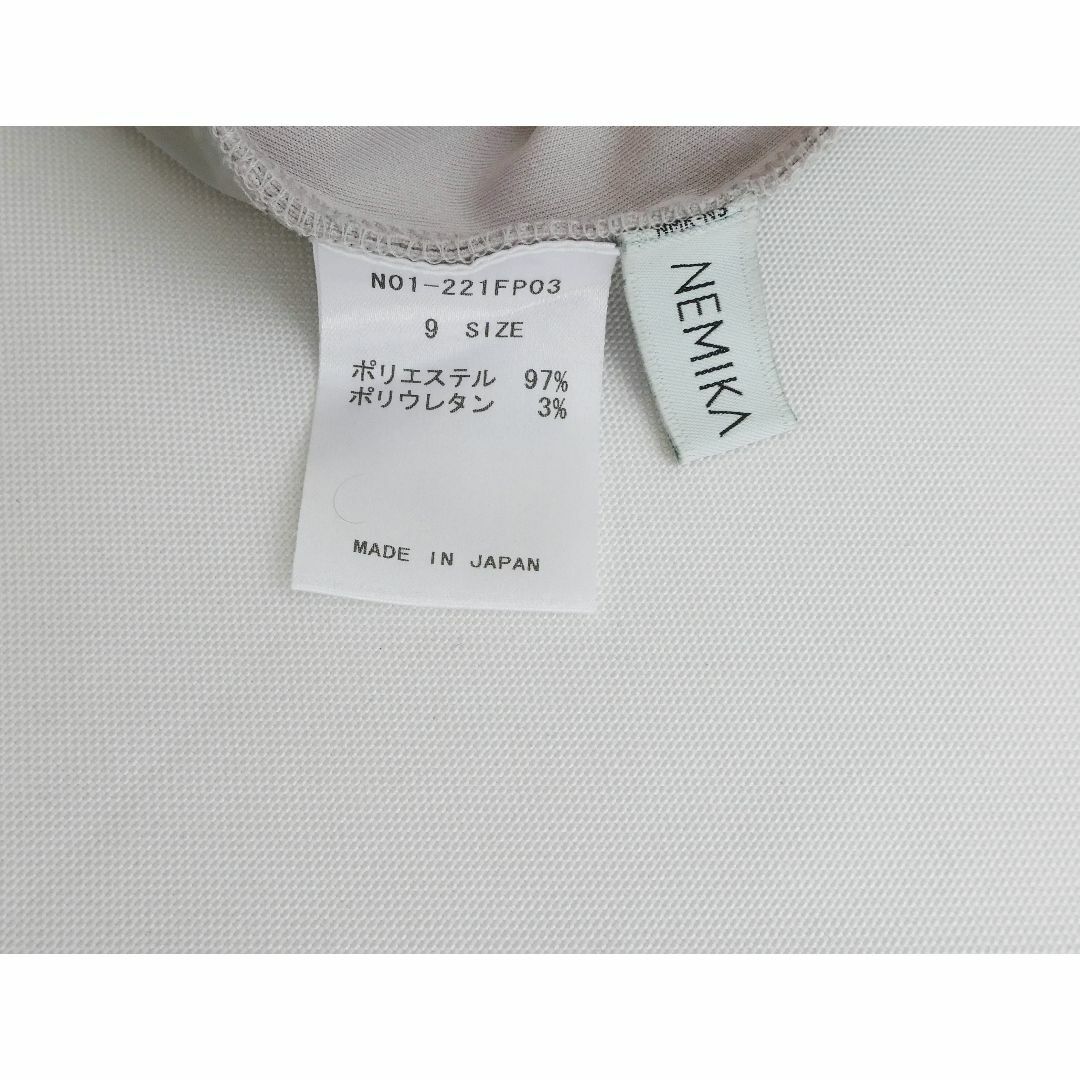 N01-221FP03
9 SIZE
ポリエステル 97%
ポリウレタン 3%
MADE IN JAPAN
NEMIKA